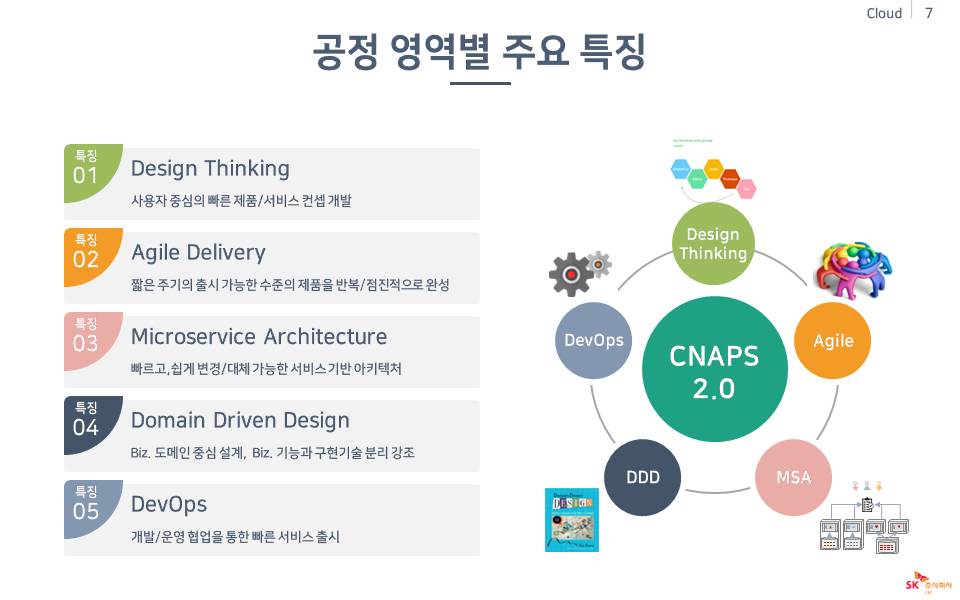 Cloud 7
공정 영역별 주요 특징
특징
01
Design Thinking
사용자 중심의 빠른 제품/서비스 컨셉 개발
특징
02
Agile Delivery
짧은 주기의 출시 가능한 수준의 제품을 반복/점진적으로 완성
특징
03
Microservice Architecture
빠르고,쉽게 변경/대체 가능한 서비스 기반 아키텍처
특징
04
Domain Driven Design
Biz. 도메인 중심 설계, Biz. 기능과 구현기술 분리 강조
특징
05
DevOps
개발/운영 협업을 통한 빠른 서비스 출시
Design
Thinking
DevOps
Agile
CNAPS
2.0
DDD
MSA
Domain-Driven
DESIGN
SK 주식회사
C&C